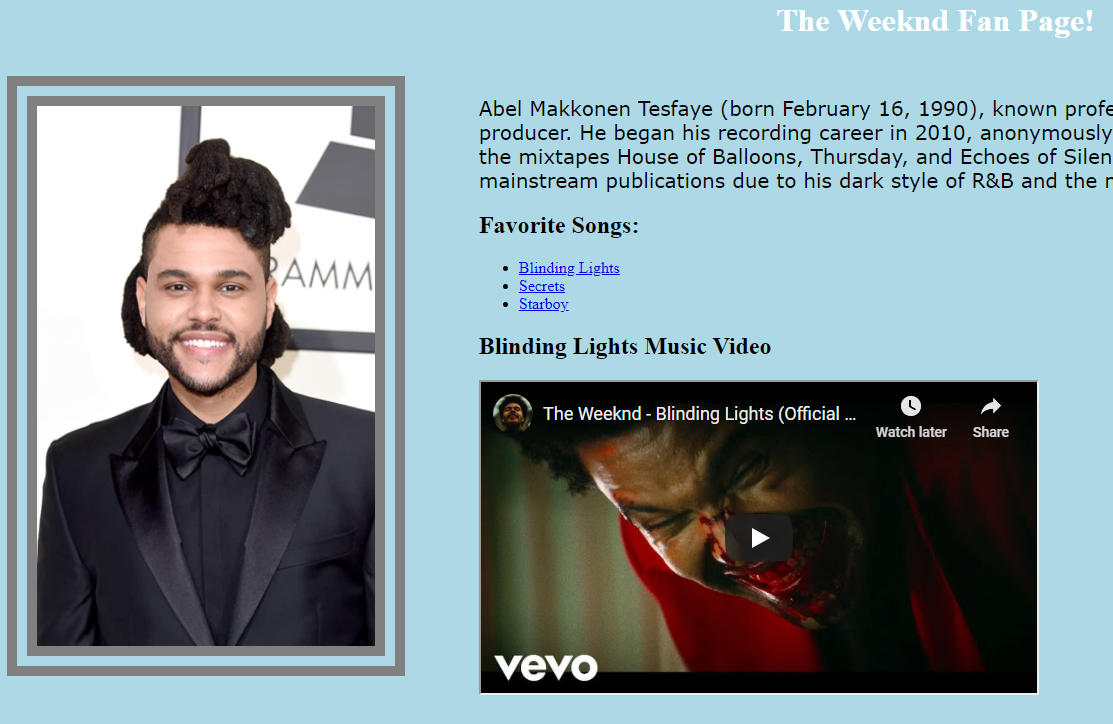 The Weeknd Fan Page!
Abel Makkonen Tesfaye (born February 16, 1990), known
producer. He began his recording career in 2010, anonymously
the mixtapes House of Balloons, Thursday, and Echoes of
mainstream publications due to his dark style of R&B and the
Favorite Songs:
Blinding Lights
Secrets
Starboy
Blinding Lights Music Video
The Weeknd - Blinding Lights (Official ...
Watch later
Share
vevo